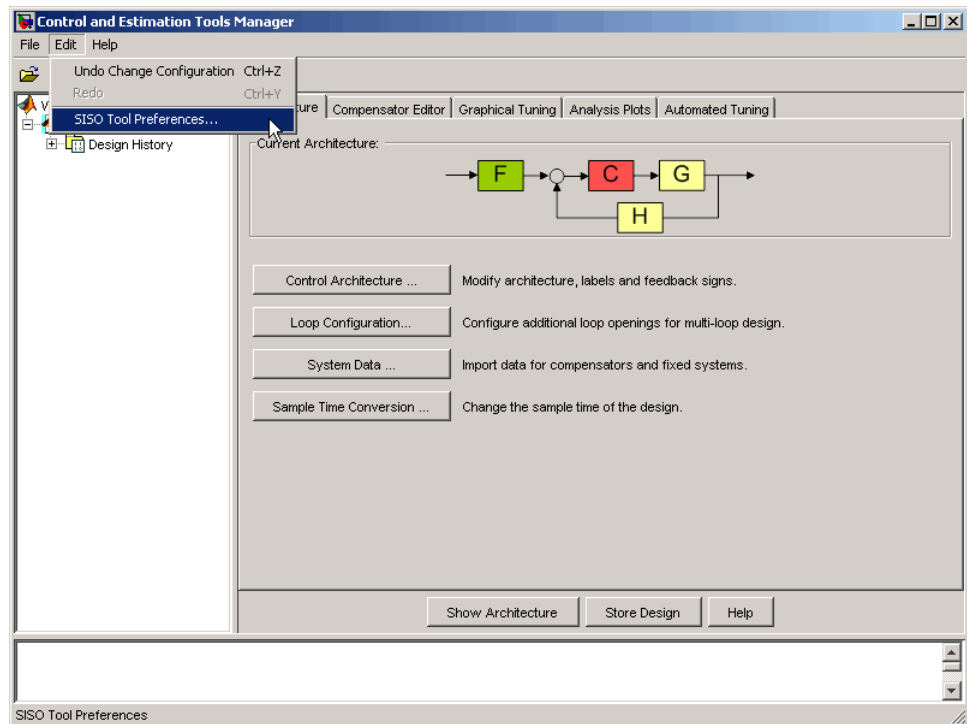 Control and Estimation Tools Manager
File Edit Help
Undo Change Configuration Ctrl+Z
Redo Ctrl+Y
SISO Tool Preferences...
Design History
Compensator Editor Graphical Tuning Analysis Plots Automated Tuning
Current Architecture:
F C G
H
Control Architecture ... Modify architecture, labels and feedback signs.
Loop Configuration... Configure additional loop openings for multi-loop design.
System Data ... Import data for compensators and fixed systems.
Sample Time Conversion ... Change the sample time of the design.
Show Architecture Store Design Help
SISO Tool Preferences